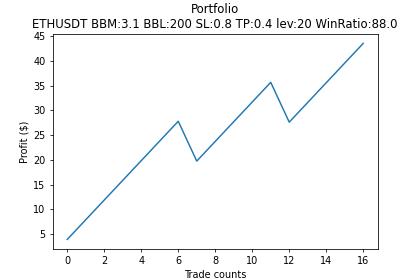 Portfolio
ETHUSDT BBM:3.1 BBL:200 SL:0.8 TP:0.4 lev:20 WinRatio:88.0
45
40
35
30
25
20
15
10
5
Profit ($)
0 2 4 6 8 10 12 14 16
Trade counts